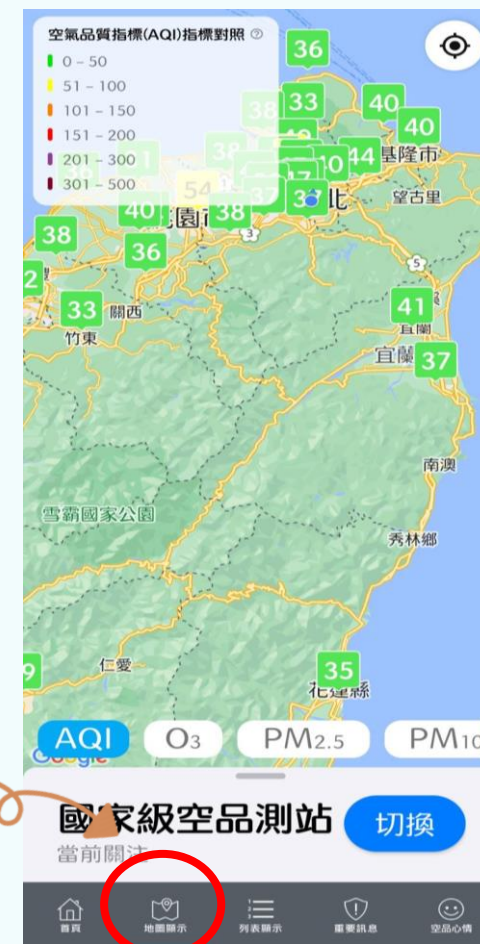 空氣品質指標(AQI)指標對照 ?
0 – 50
51 – 100
101 – 150
151 – 200
201 – 300
301 – 500
36
33
40
38
40
44
基隆市
望古里
54
40
38
3
38
36
5
33
關西
竹東
41
宜蘭
37
南澳
雪霸國家公園
秀林鄉
仁愛
35
花蓮縣
AQI
O3
PM2.5
PM10
國家級空品測站
切換
當前關注
首頁
地圖顯示
列表顯示
重要訊息
空品心情